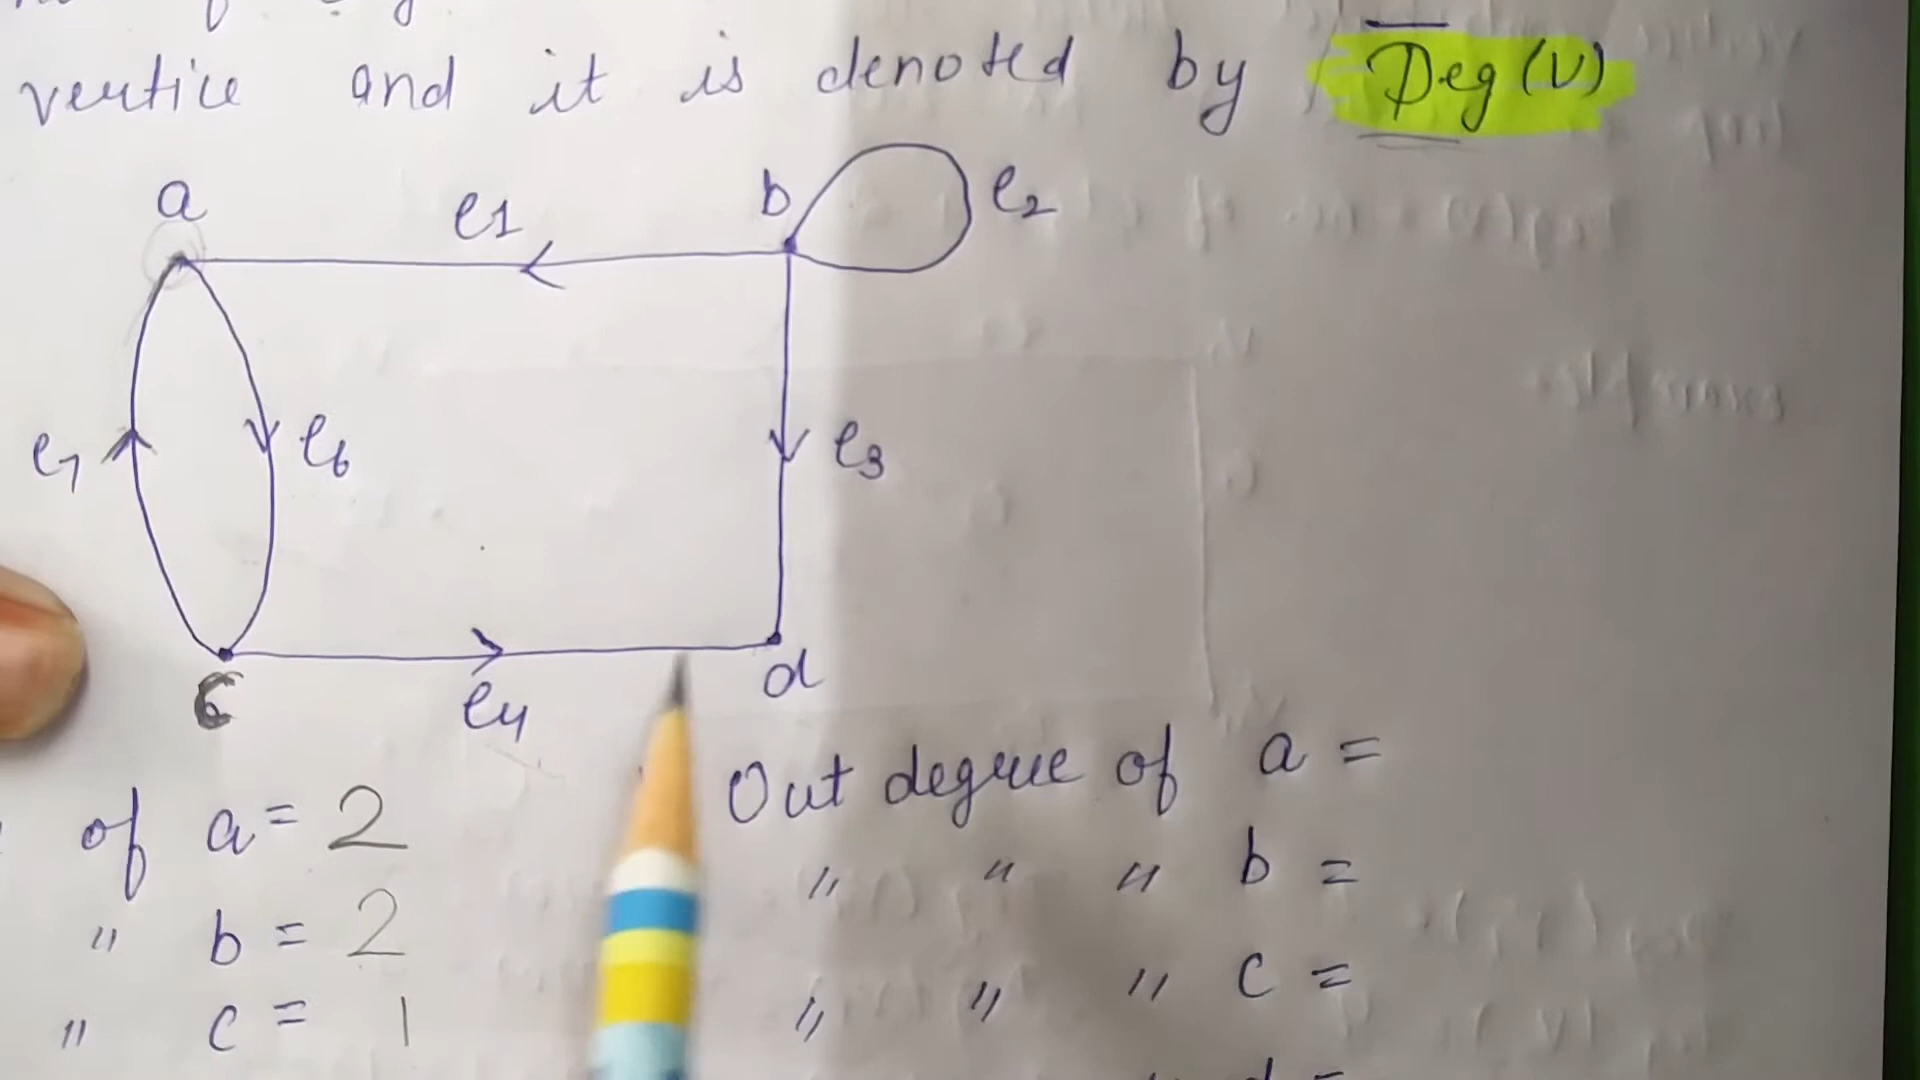 vertice and it is denoted by Deg (V)
a e1 b e2
e7 e6 e3
c e4 d
of a = 2 Out degree of a =
" b = 2 " " " b =
" c = 1 " " " c =
d =